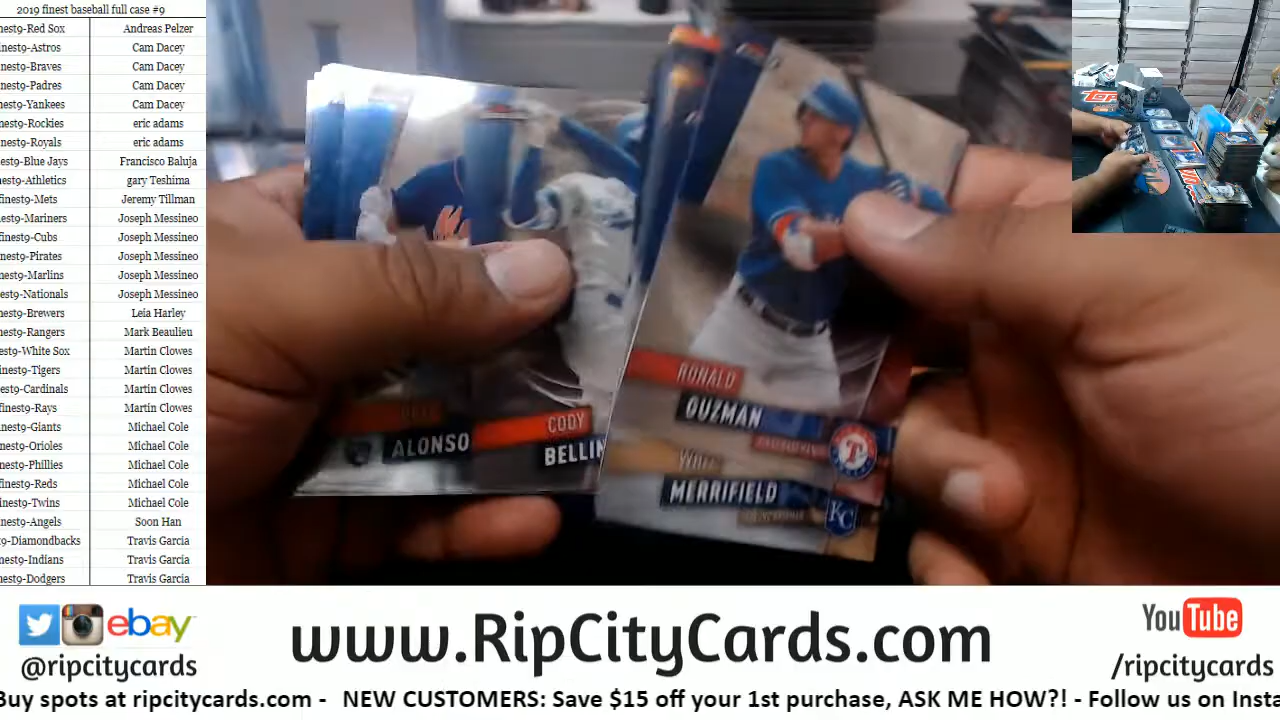 2019 finest baseball full case #9
nest9-Red Sox Andreas Pelzer
inest9-Astros Cam Dacey
inest9-Braves Cam Dacey
inest9-Padres Cam Dacey
nest9-Yankees Cam Dacey
nest9-Rockies eric adams
inest9-Royals eric adams
nest9-Blue Jays Francisco Baluja
nest9-Athletics gary Teshima
finest9-Mets Jeremy Tillman
nest9-Mariners Joseph Messineo
finest9-Cubs Joseph Messineo
inest9-Pirates Joseph Messineo
nest9-Marlins Joseph Messineo
est9-Nationals Joseph Messineo
nest9-Brewers Leia Harley
nest9-Rangers Mark Beaulieu
nest9-White Sox Martin Clowes
inest9-Tigers Martin Clowes
est9-Cardinals Martin Clowes
finest9-Rays Martin Clowes
inest9-Giants Michael Cole
nest9-Orioles Michael Cole
nest9-Phillies Michael Cole
finest9-Reds Michael Cole
inest9-Twins Michael Cole
nest9-Angels Soon Han
9-Diamondbacks Travis Garcia
nest9-Indians Travis Garcia
nest9-Dodgers Travis Garcia
ALONSO
CODY
BELLIN
RONALD
GUZMAN
T
WHIT
MERRIFIELD
KC
ebay
@ripcitycards
www.RipCityCards.com
YouTube
/ripcitycards
Buy spots at ripcitycards.com - NEW CUSTOMERS: Save $15 off your 1st purchase, ASK ME HOW?! - Follow us on Insta